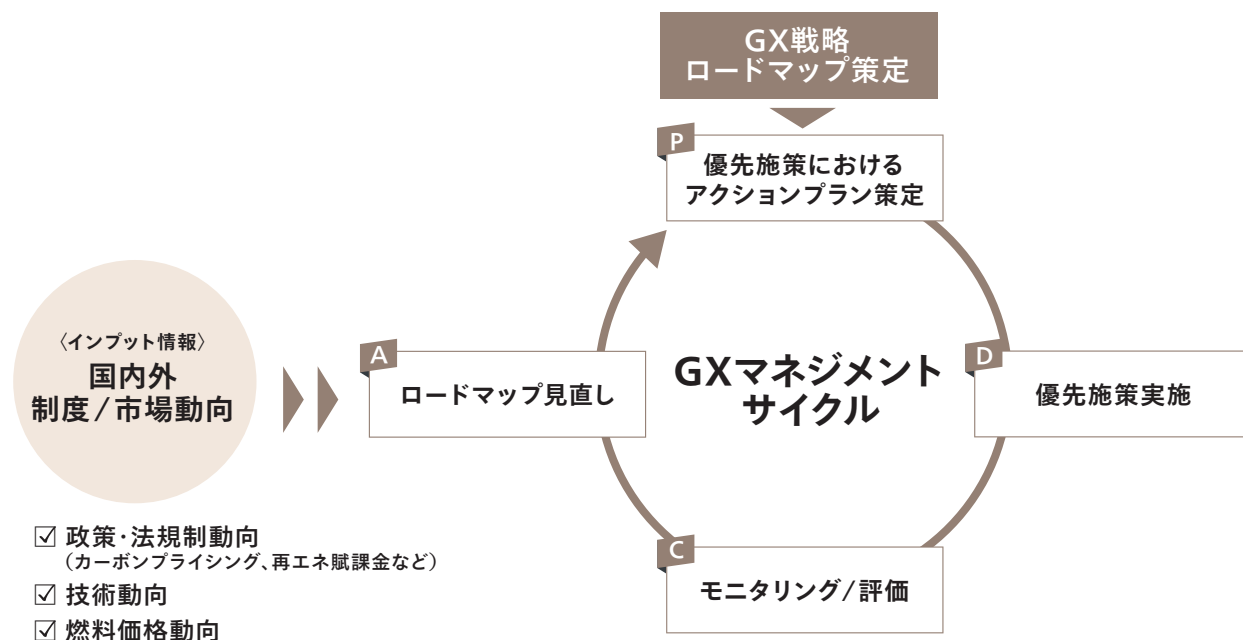 GX戦略
ロードマップ策定
P
優先施策における
アクションプラン策定
〈インプット情報〉
国内外
制度/市場動向
A
ロードマップ見直し
GXマネジメント
サイクル
D
優先施策実施
☑ 政策・法規制動向
(カーボンプライシング、再エネ賦課金など)
☑ 技術動向
☑ 燃料価格動向
C
モニタリング/評価